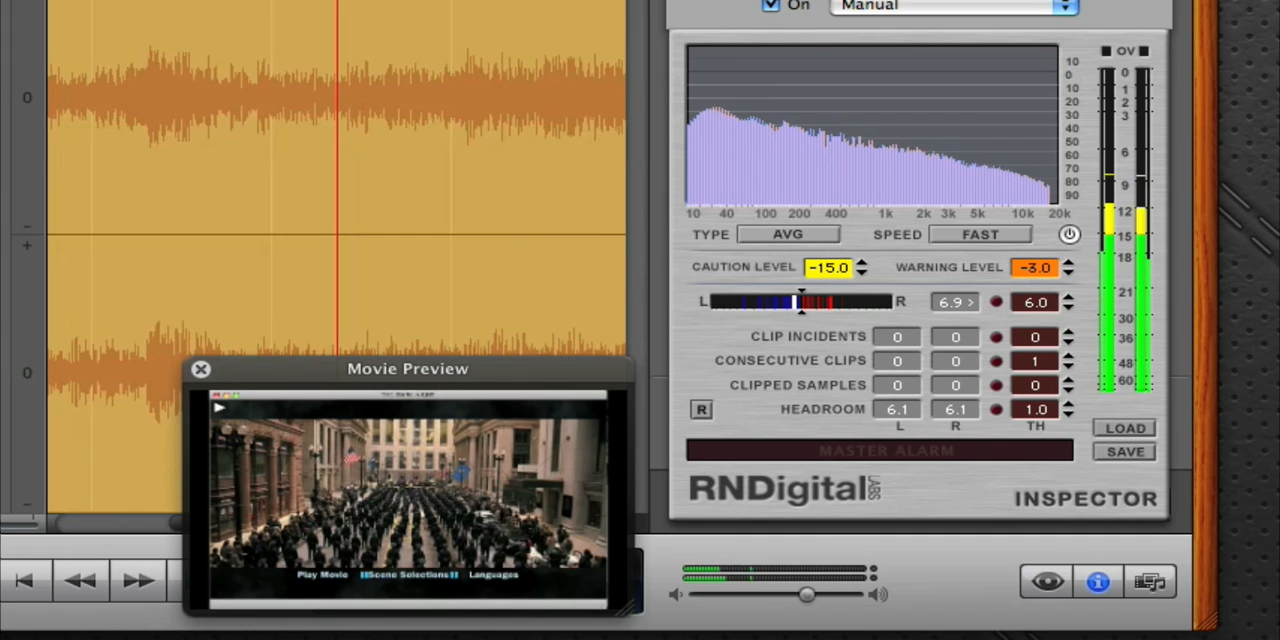 On Manual
0
10
0
10
20
30
40
50
60
70
80
90
10 40 100 200 400 1k 2k 3k 5k 10k 20k
OV
0
1
2
3
6
9
12
15
18
21
30
36
48
60
TYPE AVG SPEED FAST
CAUTION LEVEL -15.0 WARNING LEVEL -3.0
L R 6.9 > 6.0
CLIP INCIDENTS 0 0 0
CONSECUTIVE CLIPS 0 0 1
CLIPPED SAMPLES 0 0 0
R HEADROOM 6.1 6.1 1.0
L R TH
LOAD
SAVE
MASTER ALARM
RNDigital LABS
INSPECTOR
0
Movie Preview
Play Movie Scene Selections Languages